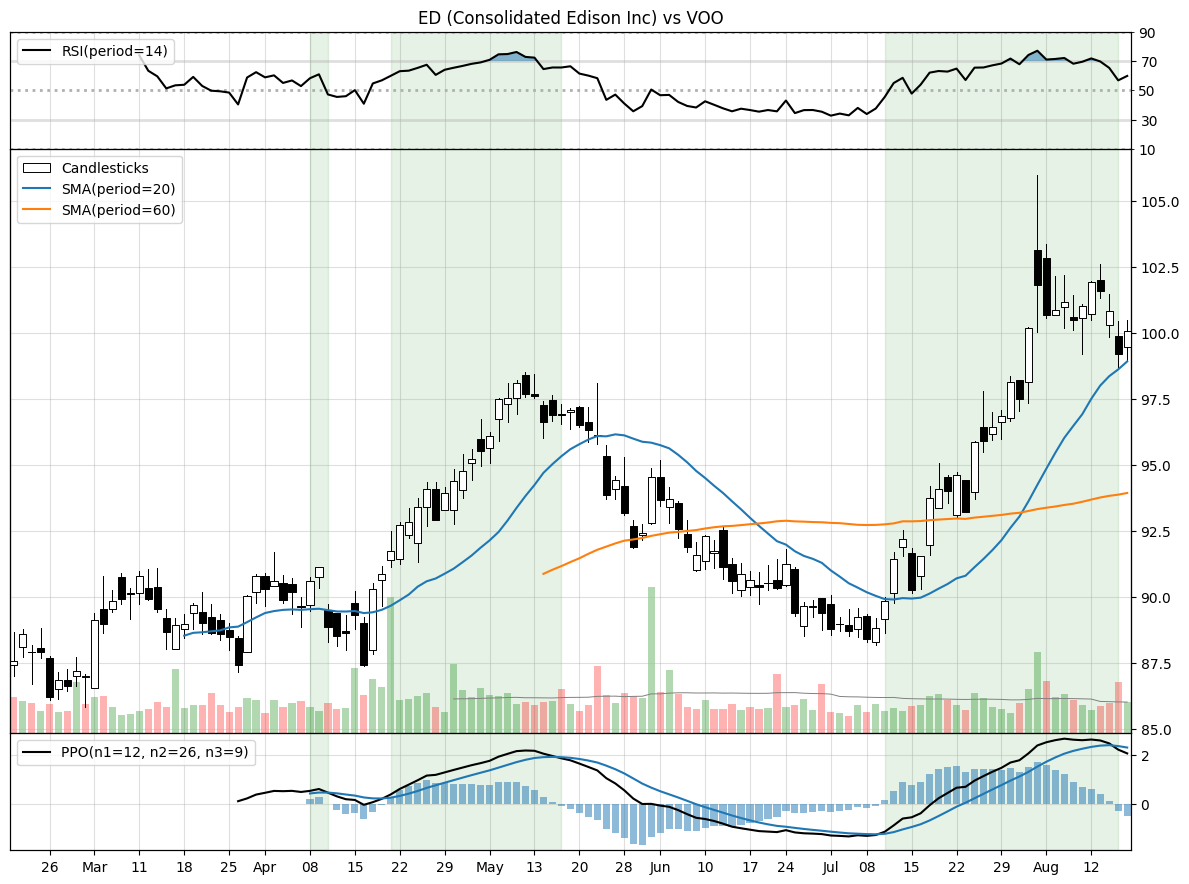 ED (Consolidated Edison Inc) vs VOO
RSI(period=14)
90
70
50
30
10
Candlesticks
SMA(period=20)
SMA(period=60)
105.0
102.5
100.0
97.5
95.0
92.5
90.0
87.5
85.0
PPO(n1=12, n2=26, n3=9)
2
0
26 Mar 11 18 25 Apr 08 15 22 29 May 13 20 28 Jun 10 17 24 Jul 08 15 22 29 Aug 12